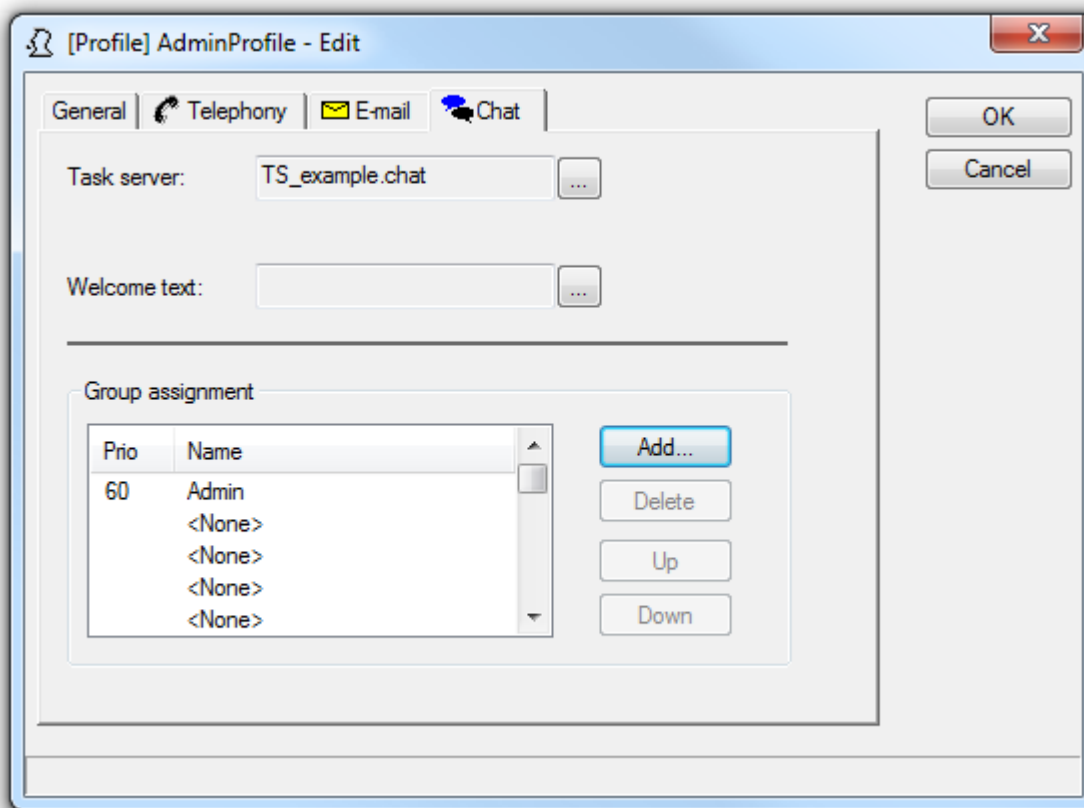 [Profile] AdminProfile - Edit
General Telephony E-mail Chat
OK
Cancel
Task server: TS_example.chat ...
Welcome text: ...
Group assignment
Prio Name
60 Admin
<None>
<None>
<None>
<None>
Add...
Delete
Up
Down